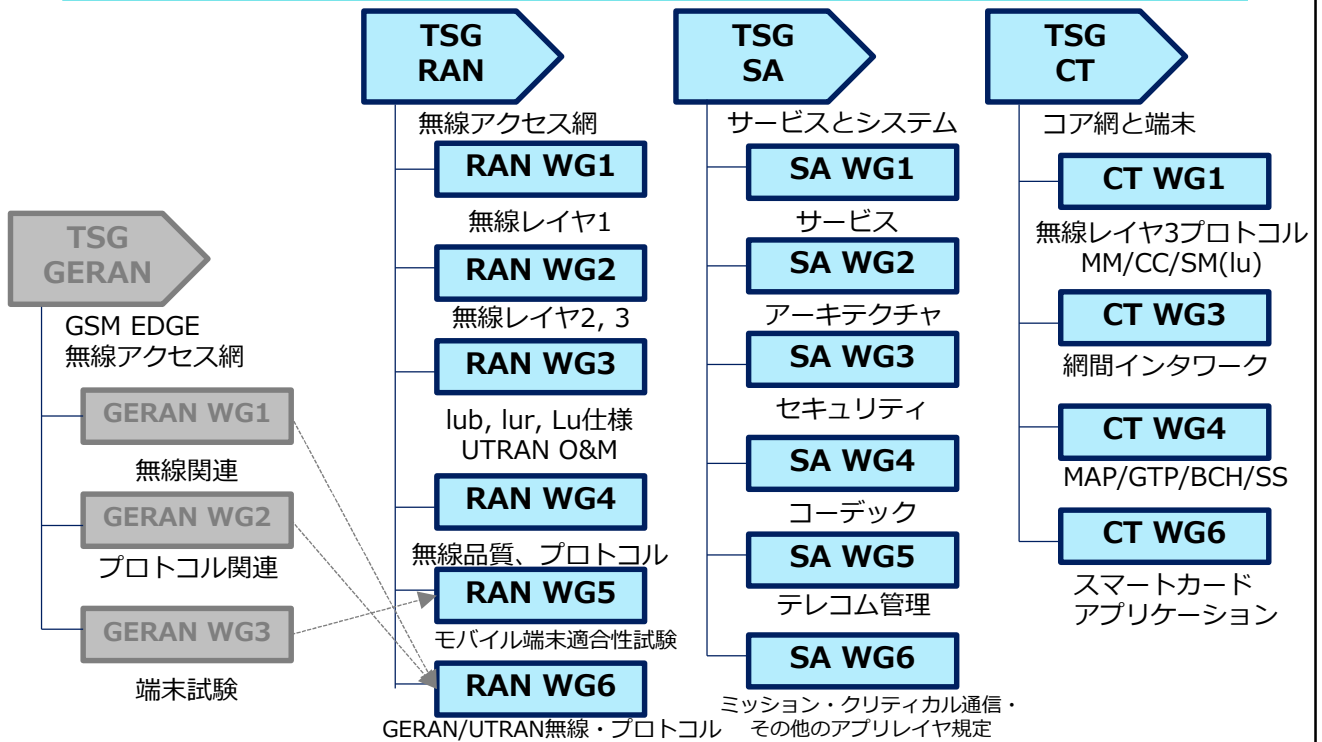 TSG
GERAN
GSM EDGE
無線アクセス網
GERAN WG1
無線関連
GERAN WG2
プロトコル関連
GERAN WG3
端末試験
TSG
RAN
無線アクセス網
RAN WG1
無線レイヤ1
RAN WG2
無線レイヤ2, 3
RAN WG3
lub, lur, Lu仕様
UTRAN O&M
RAN WG4
無線品質、プロトコル
RAN WG5
モバイル端末適合性試験
RAN WG6
GERAN/UTRAN無線・プロトコル
TSG
SA
サービスとシステム
SA WG1
サービス
SA WG2
アーキテクチャ
SA WG3
セキュリティ
SA WG4
コーデック
SA WG5
テレコム管理
SA WG6
ミッション・クリティカル通信・
その他のアプリレイヤ規定
TSG
CT
コア網と端末
CT WG1
無線レイヤ3プロトコル
MM/CC/SM(lu)
CT WG3
網間インタワーク
CT WG4
MAP/GTP/BCH/SS
CT WG6
スマートカード
アプリケーション